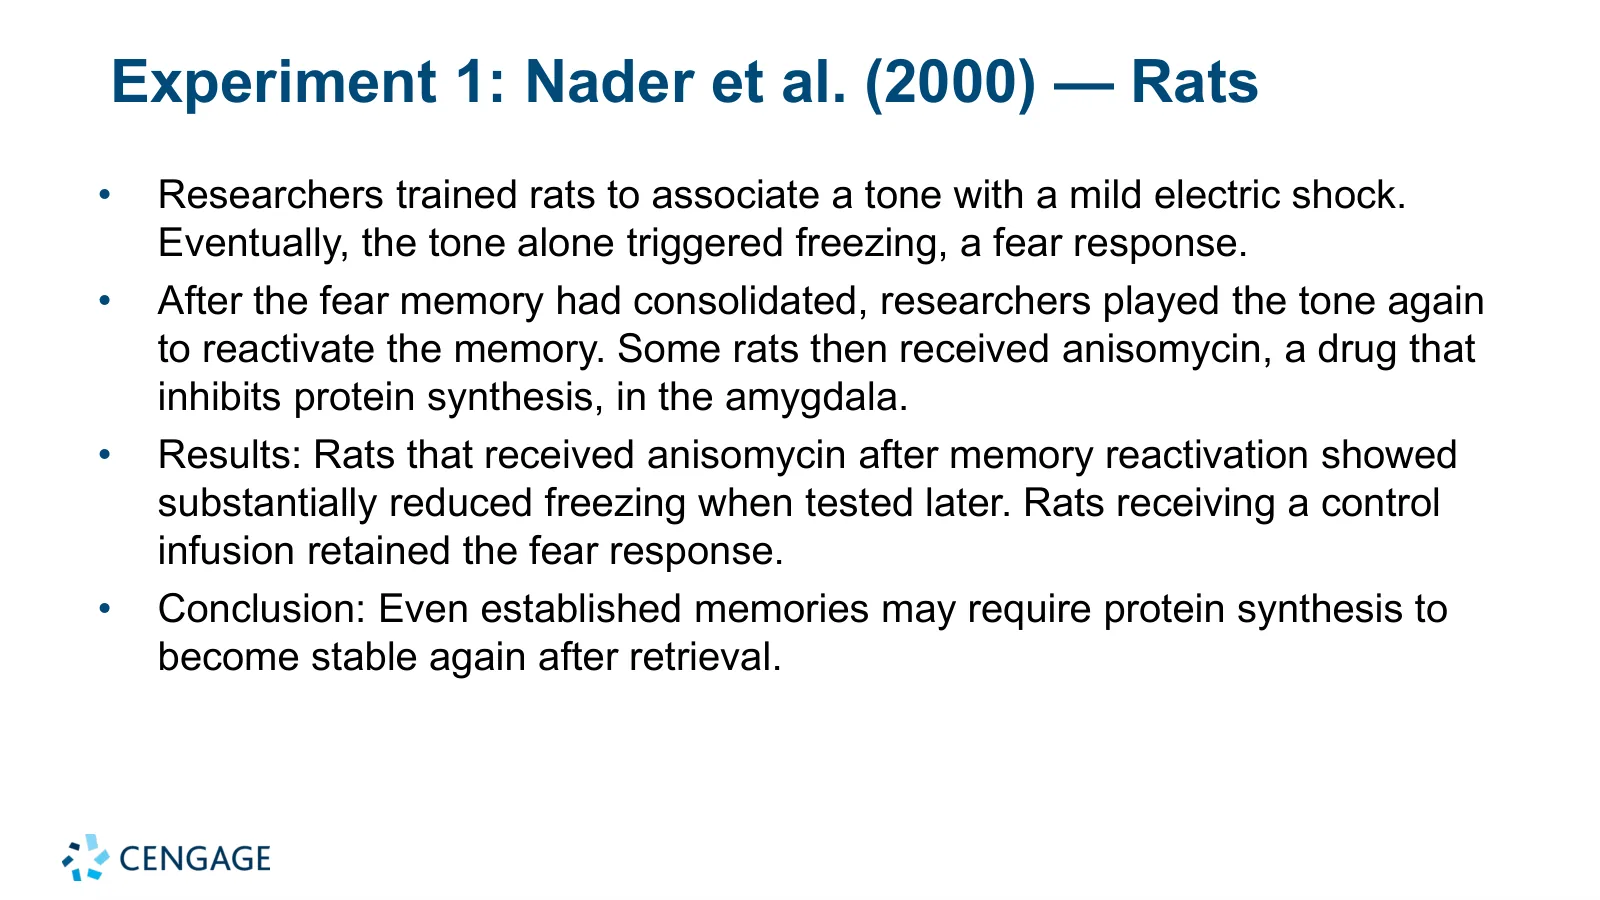 Experiment 1: Nader et al. (2000) — Rats
• Researchers trained rats to associate a tone with a mild electric shock.
Eventually, the tone alone triggered freezing, a fear response.
• After the fear memory had consolidated, researchers played the tone again
to reactivate the memory. Some rats then received anisomycin, a drug that
inhibits protein synthesis, in the amygdala.
• Results: Rats that received anisomycin after memory reactivation showed
substantially reduced freezing when tested later. Rats receiving a control
infusion retained the fear response.
• Conclusion: Even established memories may require protein synthesis to
become stable again after retrieval.
CENGAGE